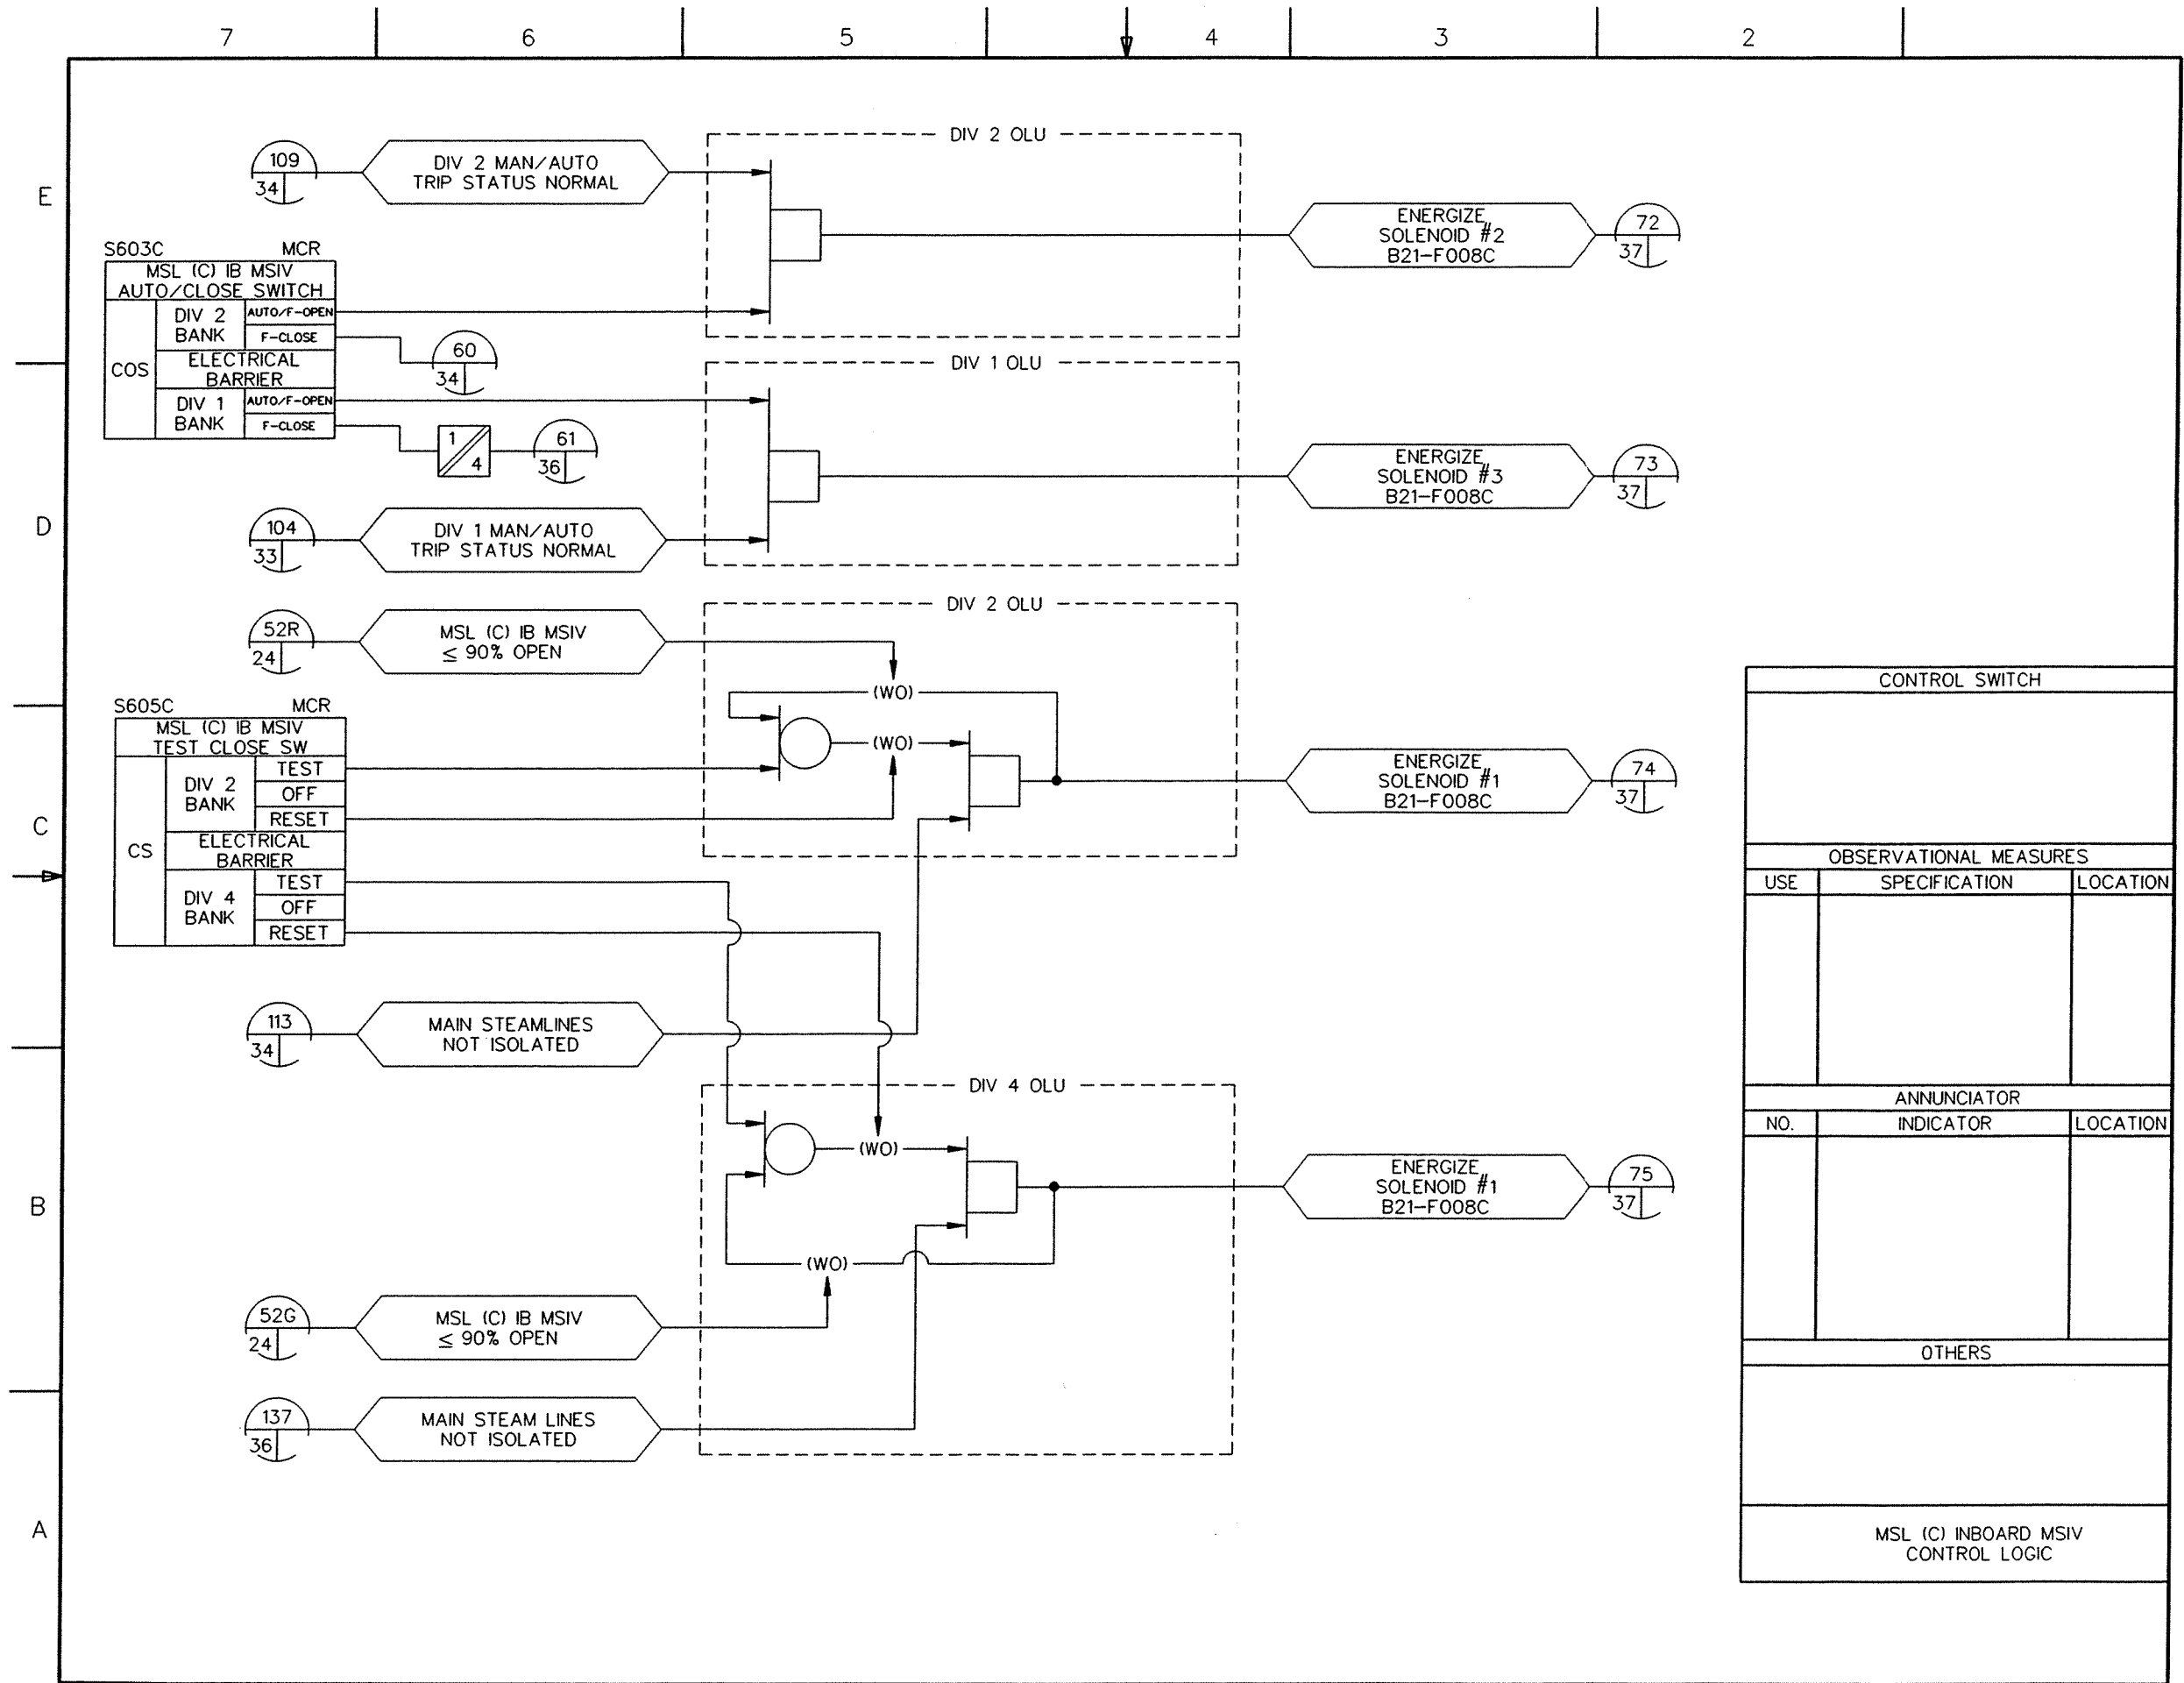 7 6 5 4 3 2
E
D
C
B
A
DIV 2 OLU
109
34
DIV 2 MAN/AUTO
TRIP STATUS NORMAL
ENERGIZE
SOLENOID #2
B21-F008C
72
37
S603C MCR
MSL (C) IB MSIV
AUTO/CLOSE SWITCH
COS
DIV 2
BANK
AUTO/F-OPEN
F-CLOSE
ELECTRICAL
BARRIER
DIV 1
BANK
AUTO/F-OPEN
F-CLOSE
60
34
1
4
61
36
DIV 1 OLU
ENERGIZE
SOLENOID #3
B21-F008C
73
37
104
33
DIV 1 MAN/AUTO
TRIP STATUS NORMAL
DIV 2 OLU
52R
24
MSL (C) IB MSIV
≤ 90% OPEN
(WO)
(WO)
S605C MCR
MSL (C) IB MSIV
TEST CLOSE SW
CS
DIV 2
BANK
TEST
OFF
RESET
ELECTRICAL
BARRIER
DIV 4
BANK
TEST
OFF
RESET
ENERGIZE
SOLENOID #1
B21-F008C
74
37
113
34
MAIN STEAMLINES
NOT ISOLATED
DIV 4 OLU
(WO)
(WO)
ENERGIZE
SOLENOID #1
B21-F008C
75
37
52G
24
MSL (C) IB MSIV
≤ 90% OPEN
137
36
MAIN STEAM LINES
NOT ISOLATED
CONTROL SWITCH
OBSERVATIONAL MEASURES
USE SPECIFICATION LOCATION
ANNUNCIATOR
NO. INDICATOR LOCATION
OTHERS
MSL (C) INBOARD MSIV
CONTROL LOGIC